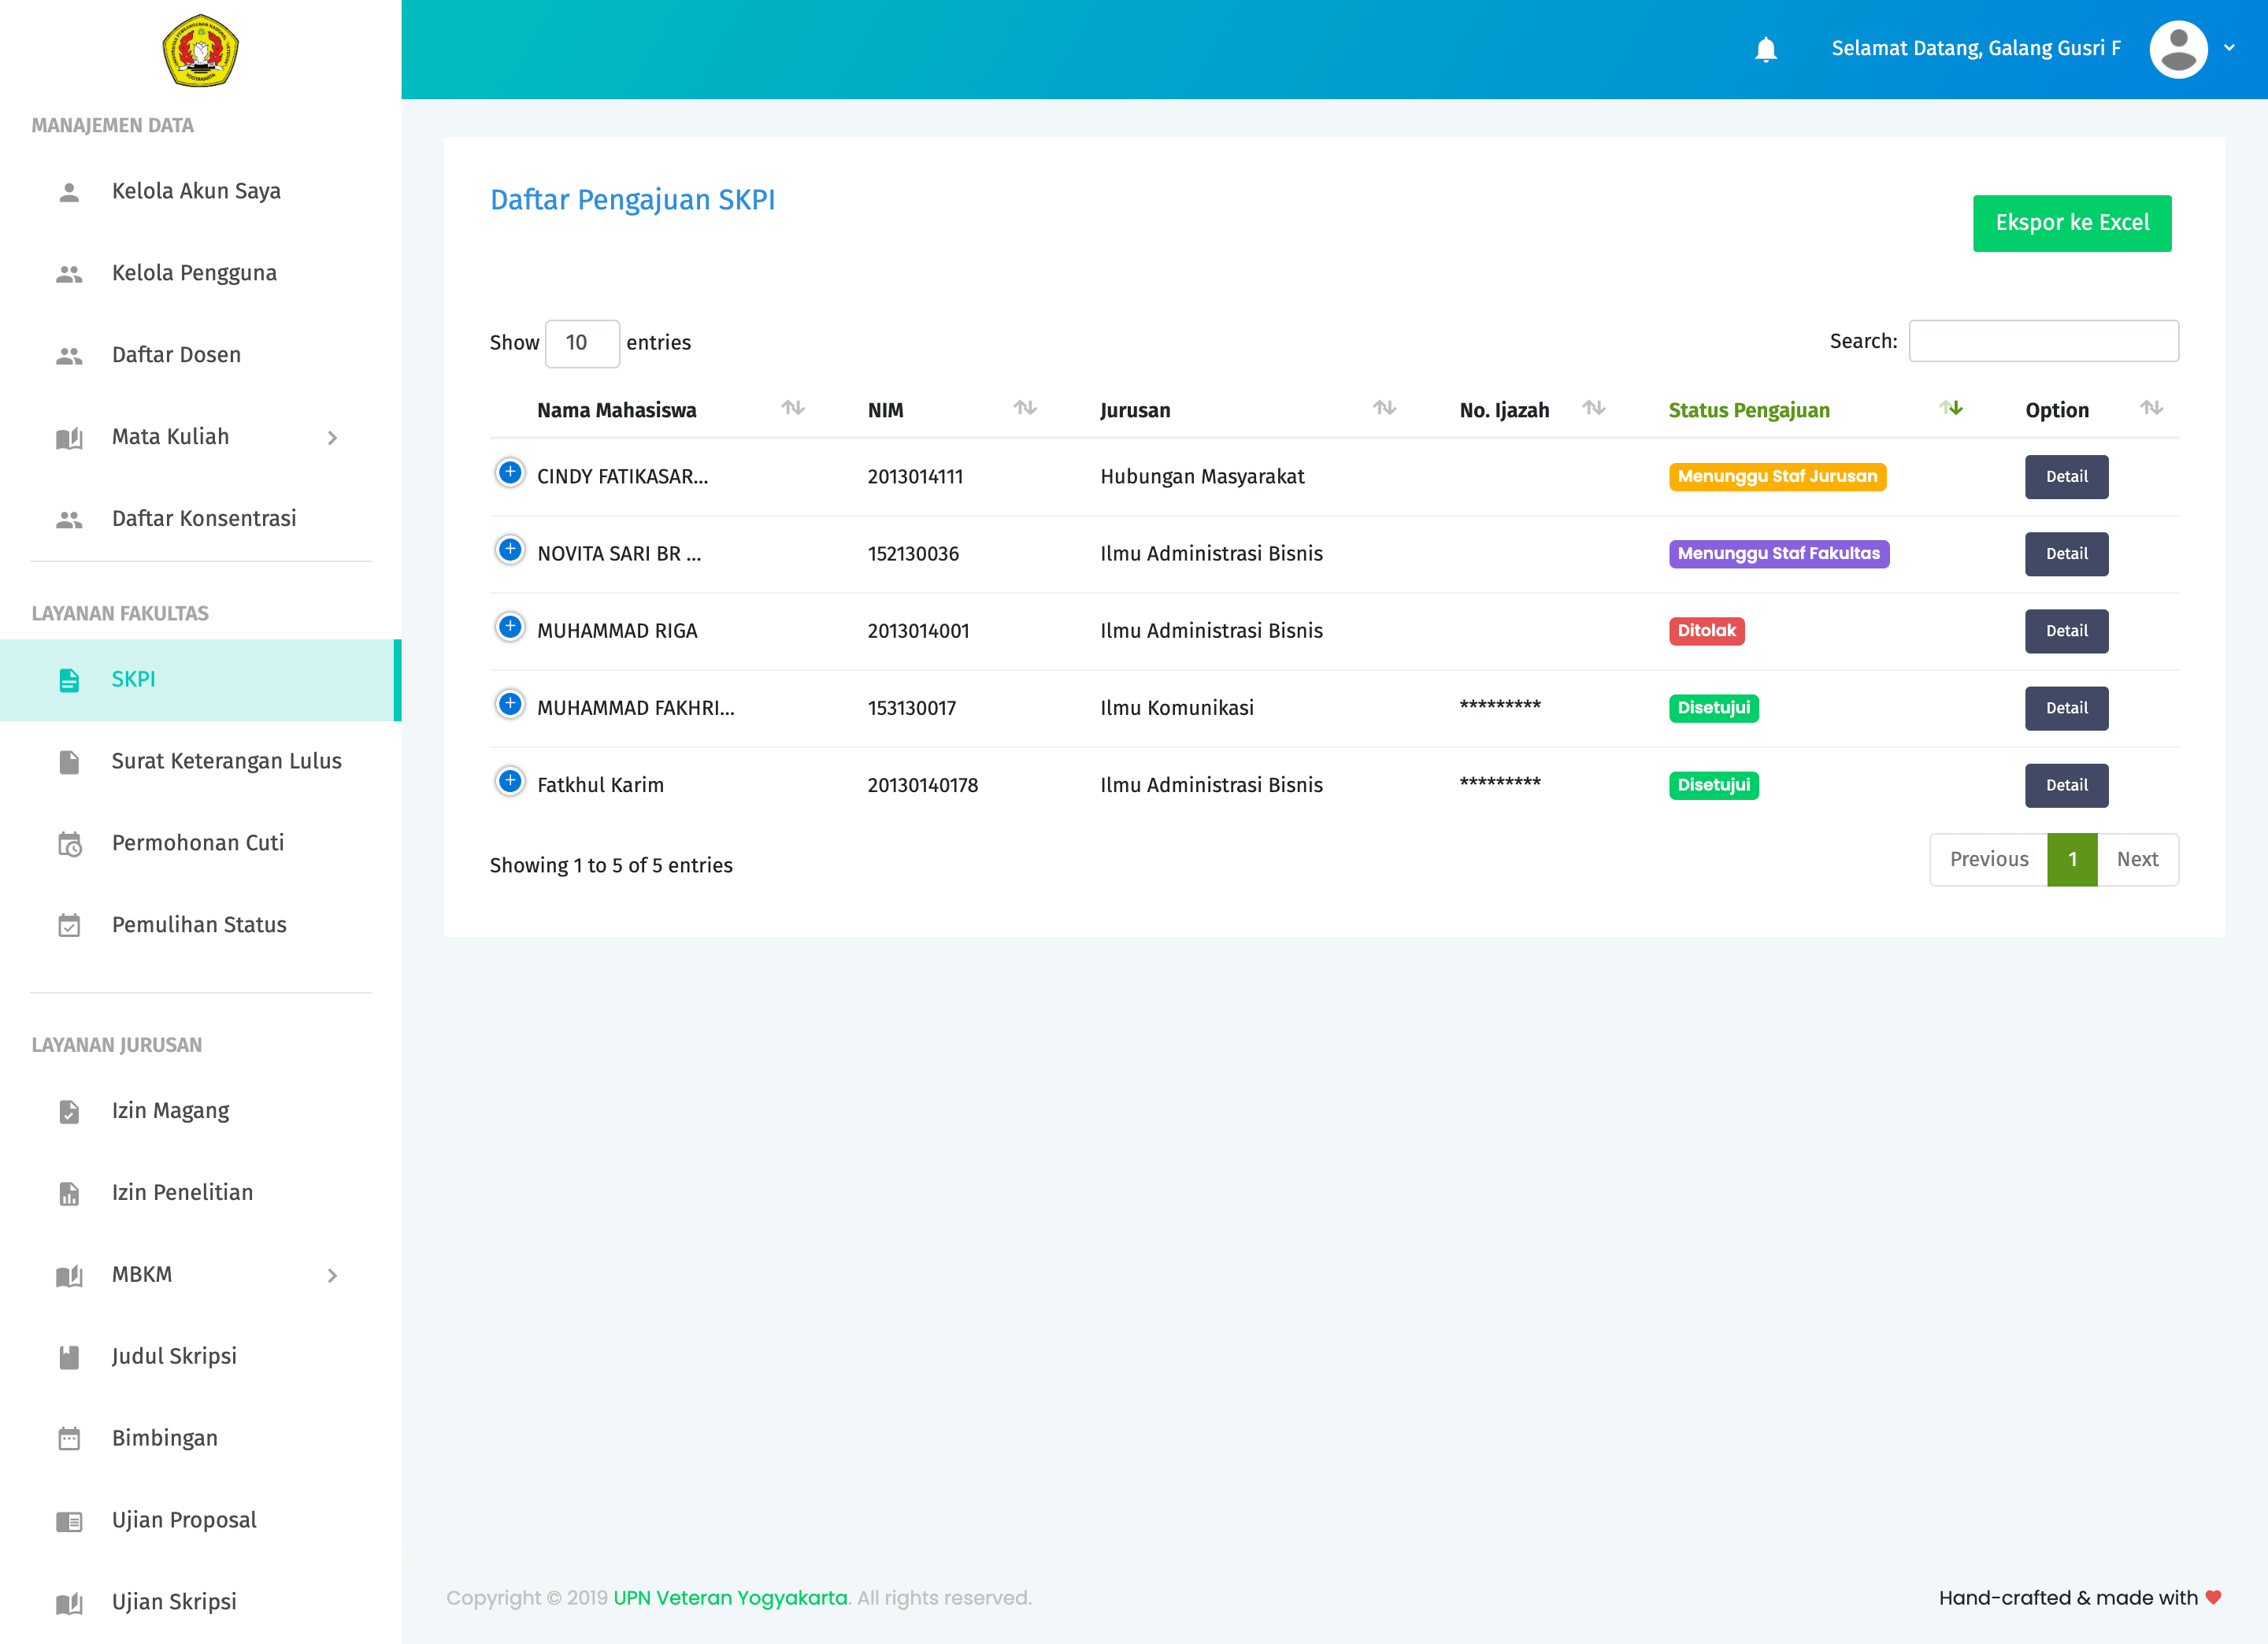 MANAJEMEN DATA
Kelola Akun Saya
Kelola Pengguna
Daftar Dosen
Mata Kuliah
Daftar Konsentrasi
LAYANAN FAKULTAS
SKPI
Surat Keterangan Lulus
Permohonan Cuti
Pemulihan Status
LAYANAN JURUSAN
Izin Magang
Izin Penelitian
MBKM
Judul Skripsi
Bimbingan
Ujian Proposal
Ujian Skripsi
Selamat Datang, Galang Gusri F
Daftar Pengajuan SKPI
Ekspor ke Excel
Show 10 entries
Search:
Nama Mahasiswa NIM Jurusan No. Ijazah Status Pengajuan Option
CINDY FATIKASAR... 2013014111 Hubungan Masyarakat Menunggu Staf Jurusan Detail
NOVITA SARI BR ... 152130036 Ilmu Administrasi Bisnis Menunggu Staf Fakultas Detail
MUHAMMAD RIGA 2013014001 Ilmu Administrasi Bisnis Ditolak Detail
MUHAMMAD FAKHRI... 153130017 Ilmu Komunikasi ********* Disetujui Detail
Fatkhul Karim 20130140178 Ilmu Administrasi Bisnis ********* Disetujui Detail
Showing 1 to 5 of 5 entries
Previous 1 Next
Copyright © 2019 UPN Veteran Yogyakarta. All rights reserved.
Hand-crafted & made with